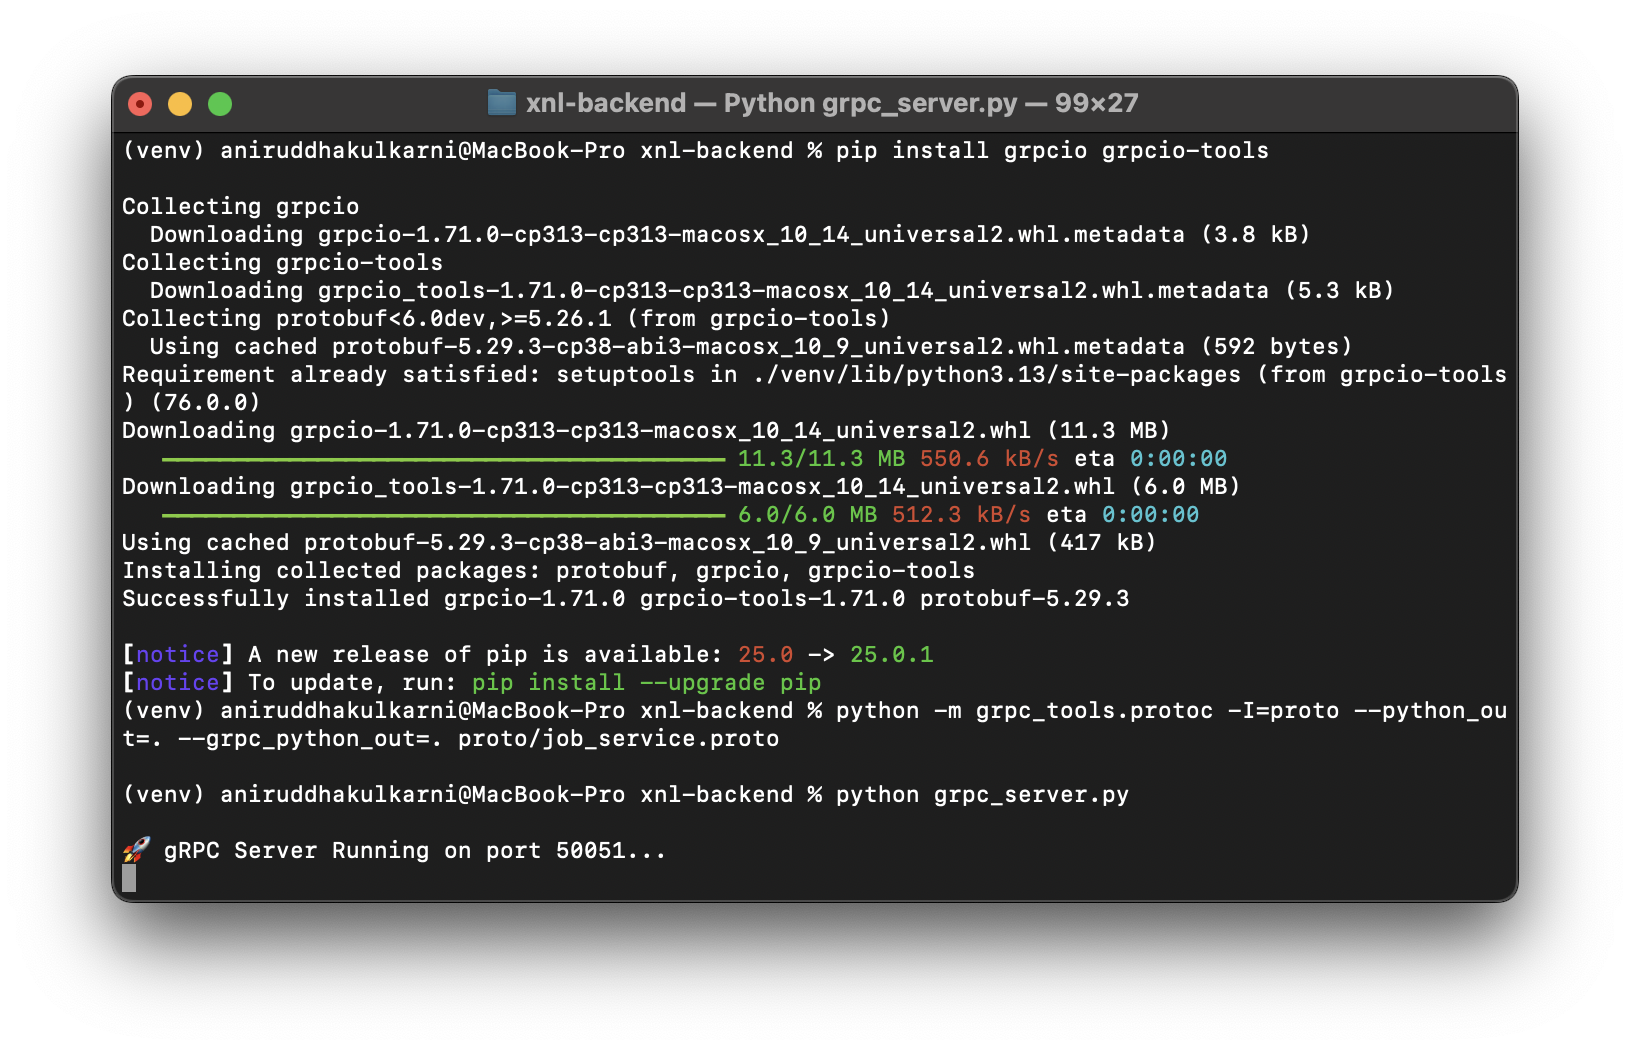 xnl-backend — Python grpc_server.py — 99×27
(venv) aniruddhakulkarni@MacBook-Pro xnl-backend % pip install grpcio grpcio-tools
Collecting grpcio
  Downloading grpcio-1.71.0-cp313-cp313-macosx_10_14_universal2.whl.metadata (3.8 kB)
Collecting grpcio-tools
  Downloading grpcio_tools-1.71.0-cp313-cp313-macosx_10_14_universal2.whl.metadata (5.3 kB)
Collecting protobuf<6.0dev,>=5.26.1 (from grpcio-tools)
  Using cached protobuf-5.29.3-cp38-abi3-macosx_10_9_universal2.whl.metadata (592 bytes)
Requirement already satisfied: setuptools in ./venv/lib/python3.13/site-packages (from grpcio-tools
) (76.0.0)
Downloading grpcio-1.71.0-cp313-cp313-macosx_10_14_universal2.whl (11.3 MB)
11.3/11.3 MB 550.6 kB/s eta 0:00:00
Downloading grpcio_tools-1.71.0-cp313-cp313-macosx_10_14_universal2.whl (6.0 MB)
6.0/6.0 MB 512.3 kB/s eta 0:00:00
Using cached protobuf-5.29.3-cp38-abi3-macosx_10_9_universal2.whl (417 kB)
Installing collected packages: protobuf, grpcio, grpcio-tools
Successfully installed grpcio-1.71.0 grpcio-tools-1.71.0 protobuf-5.29.3
[notice] A new release of pip is available: 25.0 -> 25.0.1
[notice] To update, run: pip install --upgrade pip
(venv) aniruddhakulkarni@MacBook-Pro xnl-backend % python -m grpc_tools.protoc -I=proto --python_ou
t=. --grpc_python_out=. proto/job_service.proto
(venv) aniruddhakulkarni@MacBook-Pro xnl-backend % python grpc_server.py
🚀 gRPC Server Running on port 50051...